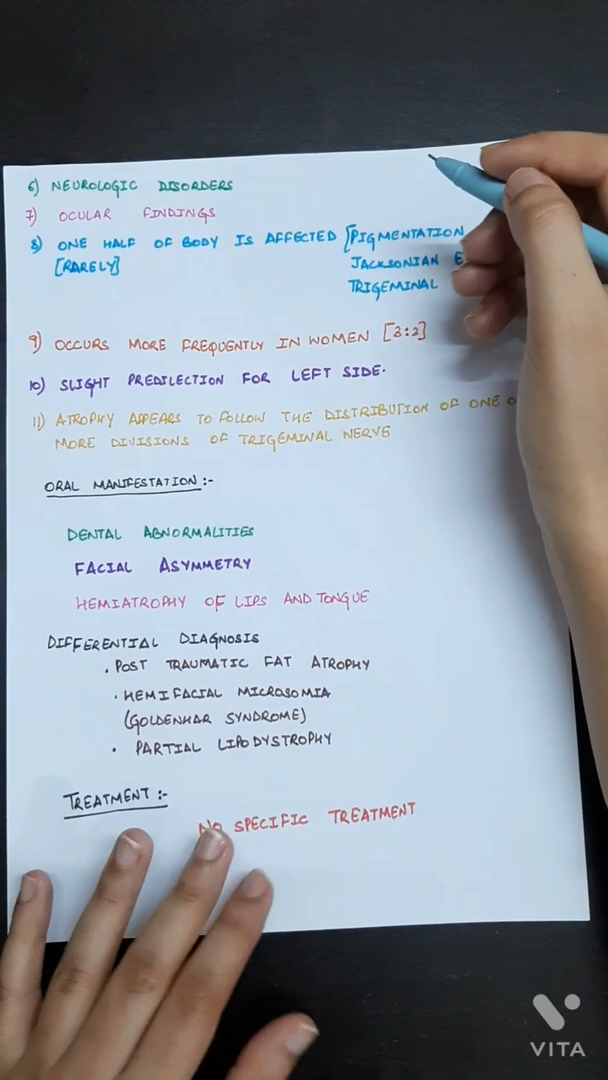 6) NEUROLOGIC DISORDERS
7) OCULAR FINDINGS
8) ONE HALF OF BODY IS AFFECTED [PIGMENTATION
[RARELY] JACKSONIAN E
TRIGEMINAL
9) OCCURS MORE FREQUENTLY IN WOMEN [3:2]
10) SLIGHT PREDILECTION FOR LEFT SIDE.
11) ATROPHY APPEARS TO FOLLOW THE DISTRIBUTION OF ONE O
MORE DIVISIONS OF TRIGEMINAL NERVE
ORAL MANIFESTATION :-
DENTAL ABNORMALITIES
FACIAL ASYMMETRY
HEMIATROPHY OF LIPS AND TONGUE
DIFFERENTIAL DIAGNOSIS
. POST TRAUMATIC FAT ATROPHY
. HEMIFACIAL MICROSOMIA
(GOLDENHAR SYNDROME)
. PARTIAL LIPODYSTROPHY
TREATMENT :-
NO SPECIFIC TREATMENT
VITA